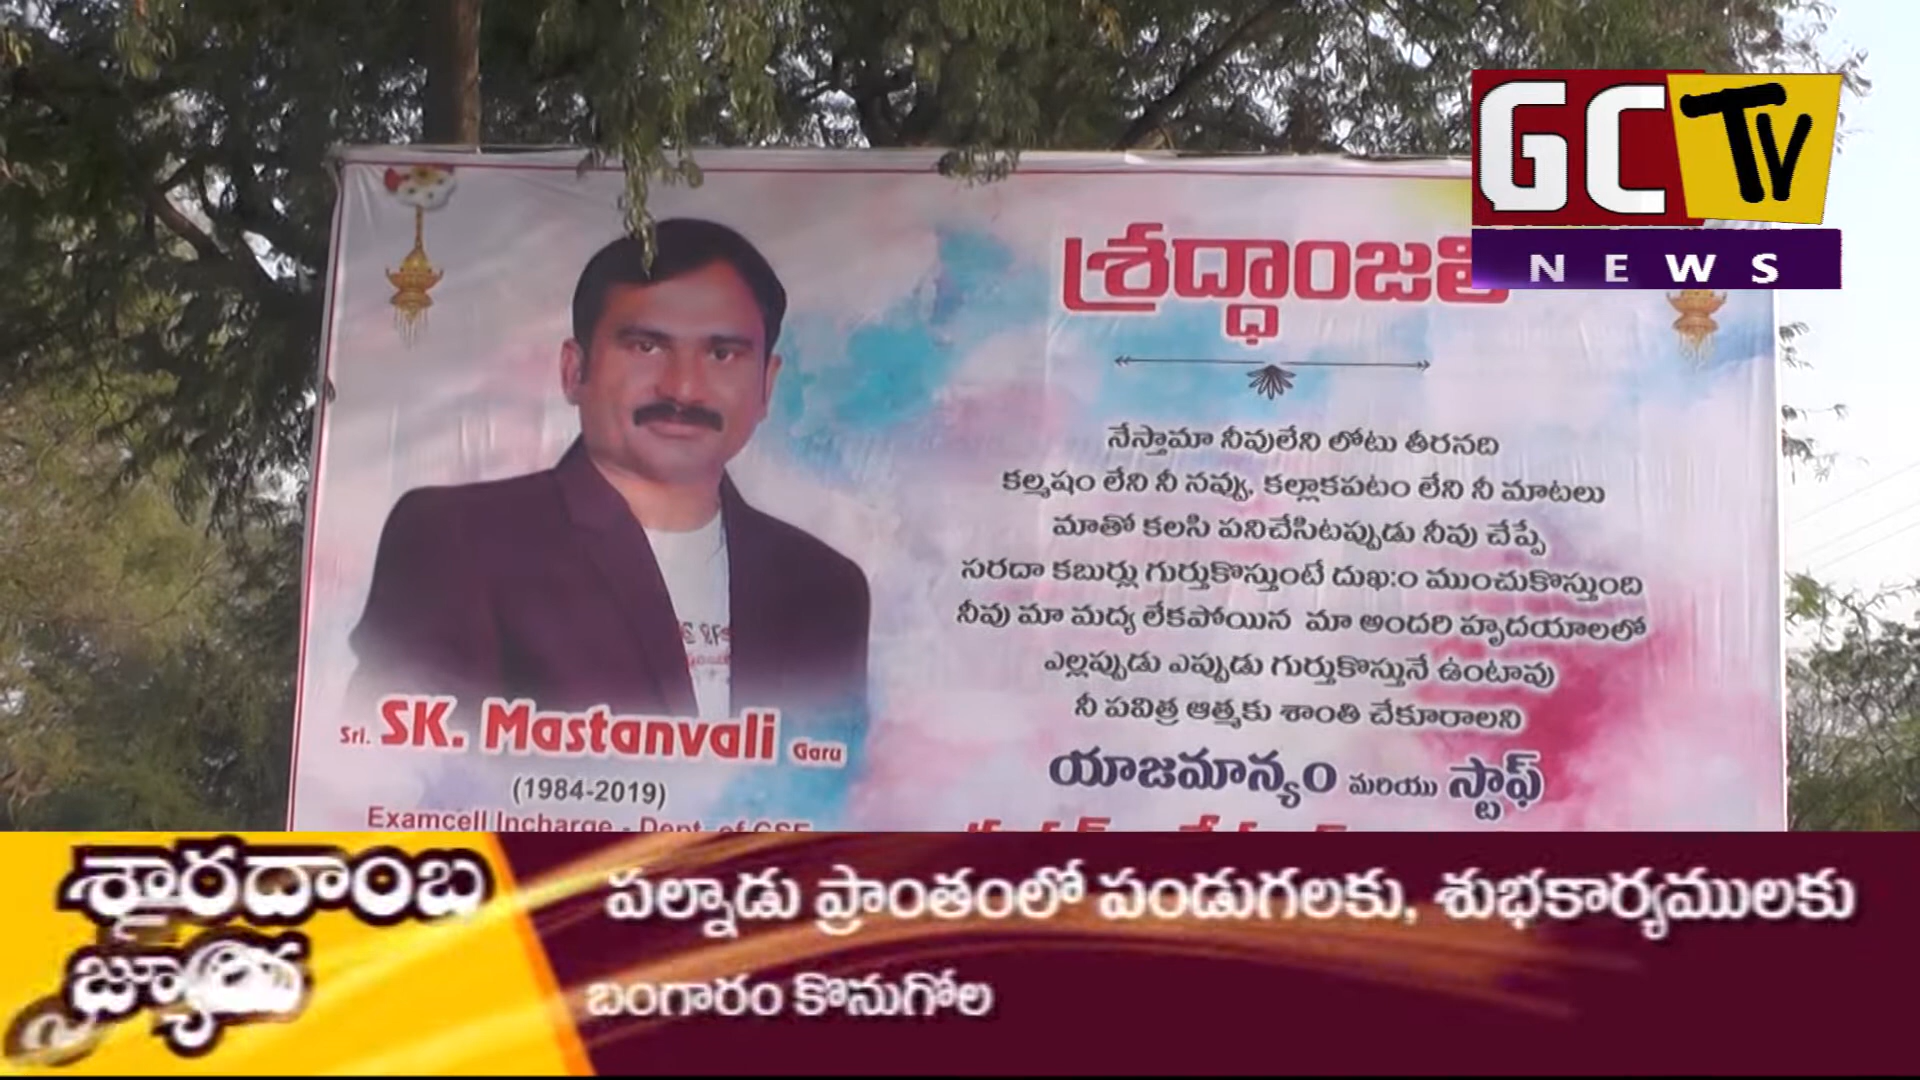 GC TV
NEWS
శ్రద్ధాంజలి
నేస్తామా నీవులేని లోటు తీరనది
కల్మషం లేని నీ నవ్వు, కల్లాకపటం లేని నీ మాటలు
మాతో కలసి పనిచేసిటప్పుడు నీవు చేప్పే
సరదా కబుర్లు గుర్తుకొస్తుంటే దుఖ:ం ముంచుకొస్తుంది
నీవు మా మద్య లేకపోయిన మా అందరి హృదయాలలో
ఎల్లప్పుడు ఎప్పుడు గుర్తుకొస్తునే ఉంటావు
నీ పవిత్ర ఆత్మకు శాంతి చేకూరాలని
యాజమాన్యం మరియు స్టాఫ్
Sri. SK. Mastanvali Garu
(1984-2019)
Examcell Incharge - Dept. of CSE
శారదాంబ
పల్నాడు ప్రాంతంలో పండుగలకు, శుభకార్యములకు
బంగారం కొనుగోల